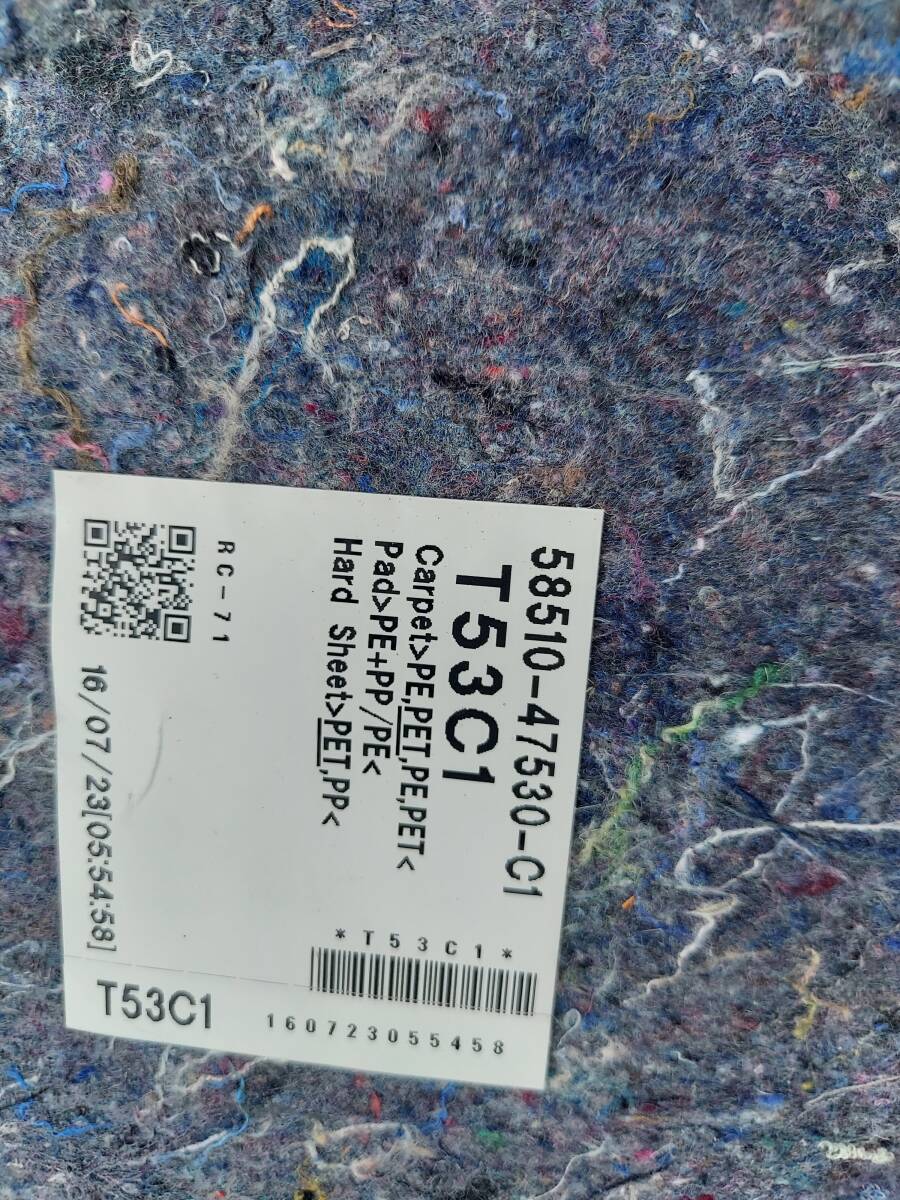 58510-47530-C1
T53C1
Carpet>PE,PET,PE,PET<
Pad>PE+PP/PE<
Hard Sheet>PET,PP<
*T53C1*
RC-71
16/07/23[05:54:58]
T53C1
160723055458